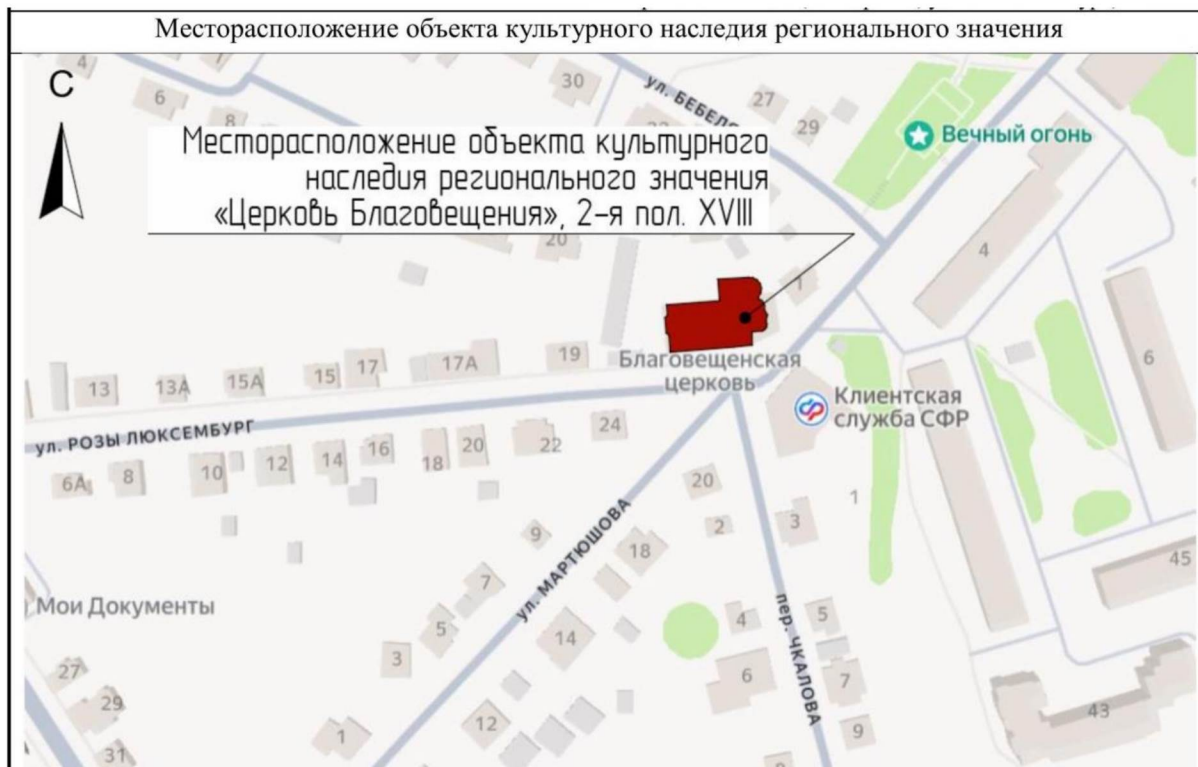 Месторасположение объекта культурного наследия регионального значения
С
4
6
8
30
ул. БЕБЕЛЯ
27
29
Вечный огонь
Месторасположение объекта культурного
наследия регионального значения
«Церковь Благовещения», 2-я пол. XVIII
20
1
4
6
Благовещенская
церковь
13
13А
15А
15
17
17А
19
Клиентская
служба СФР
ул. РОЗЫ ЛЮКСЕМБУРГ
6А
8
10
12
14
16
18
20
22
24
20
2
3
1
9
18
ул. МАРТЮШОВА
7
5
3
14
45
Мои Документы
пер. ЧКАЛОВА
4
5
6
7
9
27
29
31
1
12
43